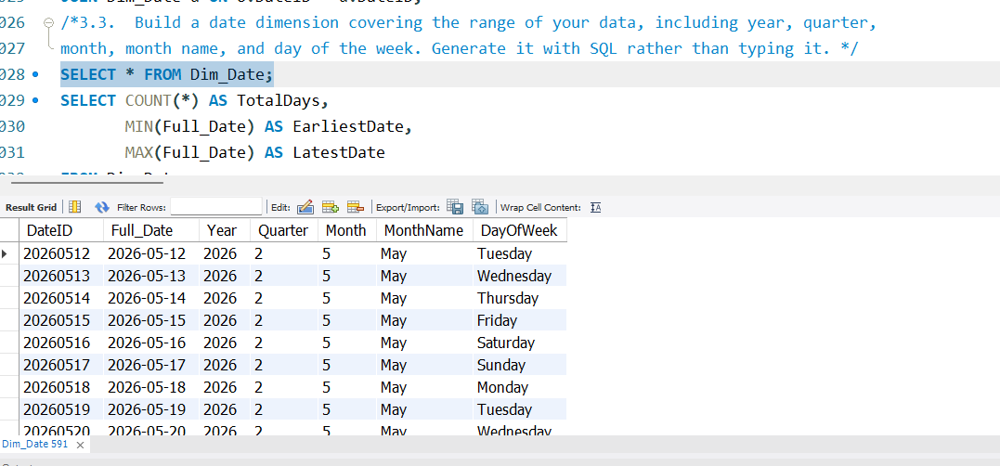 026 /*3.3.  Build a date dimension covering the range of your data, including year, quarter,
027 month, month name, and day of the week. Generate it with SQL rather than typing it. */
028 SELECT * FROM Dim_Date;
029 SELECT COUNT(*) AS TotalDays,
030 MIN(Full_Date) AS EarliestDate,
031 MAX(Full_Date) AS LatestDate
Result Grid Filter Rows: Edit: Export/Import: Wrap Cell Content:
DateID Full_Date Year Quarter Month MonthName DayOfWeek
20260512 2026-05-12 2026 2 5 May Tuesday
20260513 2026-05-13 2026 2 5 May Wednesday
20260514 2026-05-14 2026 2 5 May Thursday
20260515 2026-05-15 2026 2 5 May Friday
20260516 2026-05-16 2026 2 5 May Saturday
20260517 2026-05-17 2026 2 5 May Sunday
20260518 2026-05-18 2026 2 5 May Monday
20260519 2026-05-19 2026 2 5 May Tuesday
20260520 2026-05-20 2026 2 5 May Wednesday
Dim_Date 591